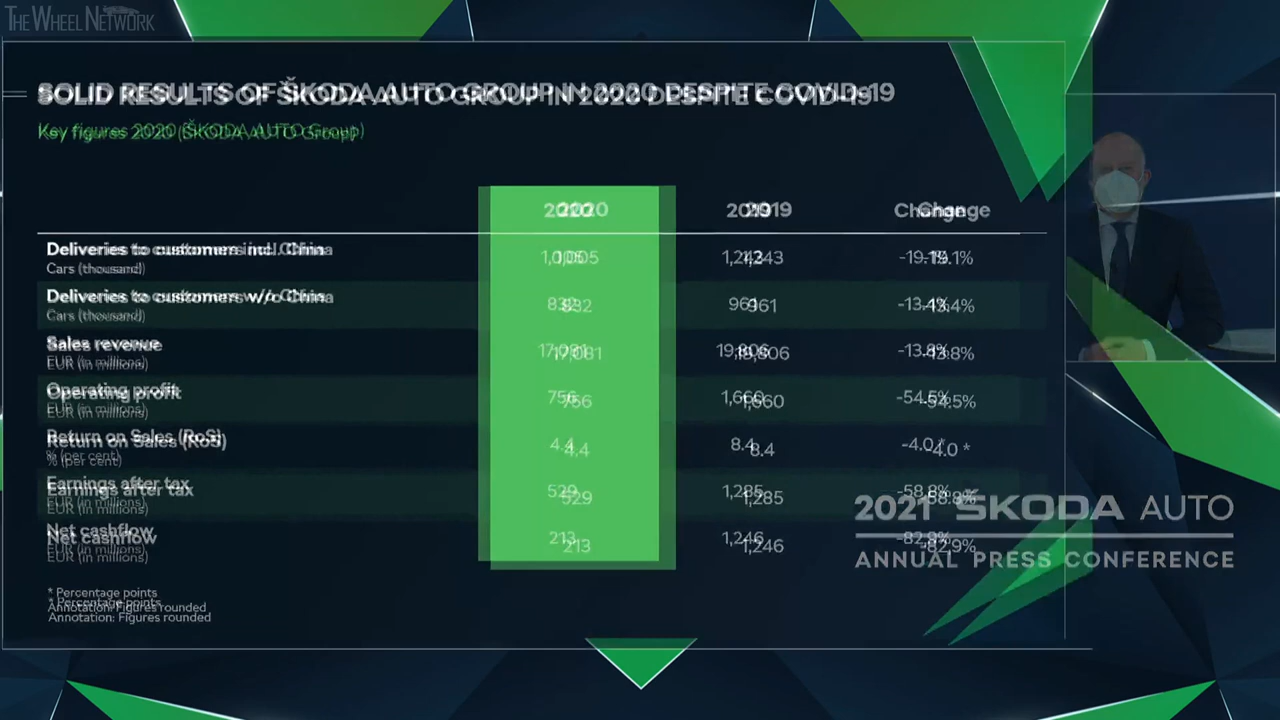 THE WHEEL NETWORK
SOLID RESULTS OF ŠKODA AUTO GROUP IN 2020 DESPITE COVID-19
Key figures 2020 (ŠKODA AUTO Group)
2020 2019 Change
Deliveries to customers incl. China 1,005 1,243 -19.1%
Cars (thousand)
Deliveries to customers w/o China 832 961 -13.4%
Cars (thousand)
Sales revenue 17,081 19,806 -13.8%
EUR (in millions)
Operating profit 756 1,660 -54.5%
EUR (in millions)
Return on Sales (RoS) 4.4 8.4 -4.0 *
% (per cent)
Earnings after tax 529 1,285 -58.8%
EUR (in millions)
Net cashflow 213 1,246 -82.9%
EUR (in millions)
* Percentage points
Annotation: Figures rounded
2021 ŠKODA AUTO
ANNUAL PRESS CONFERENCE